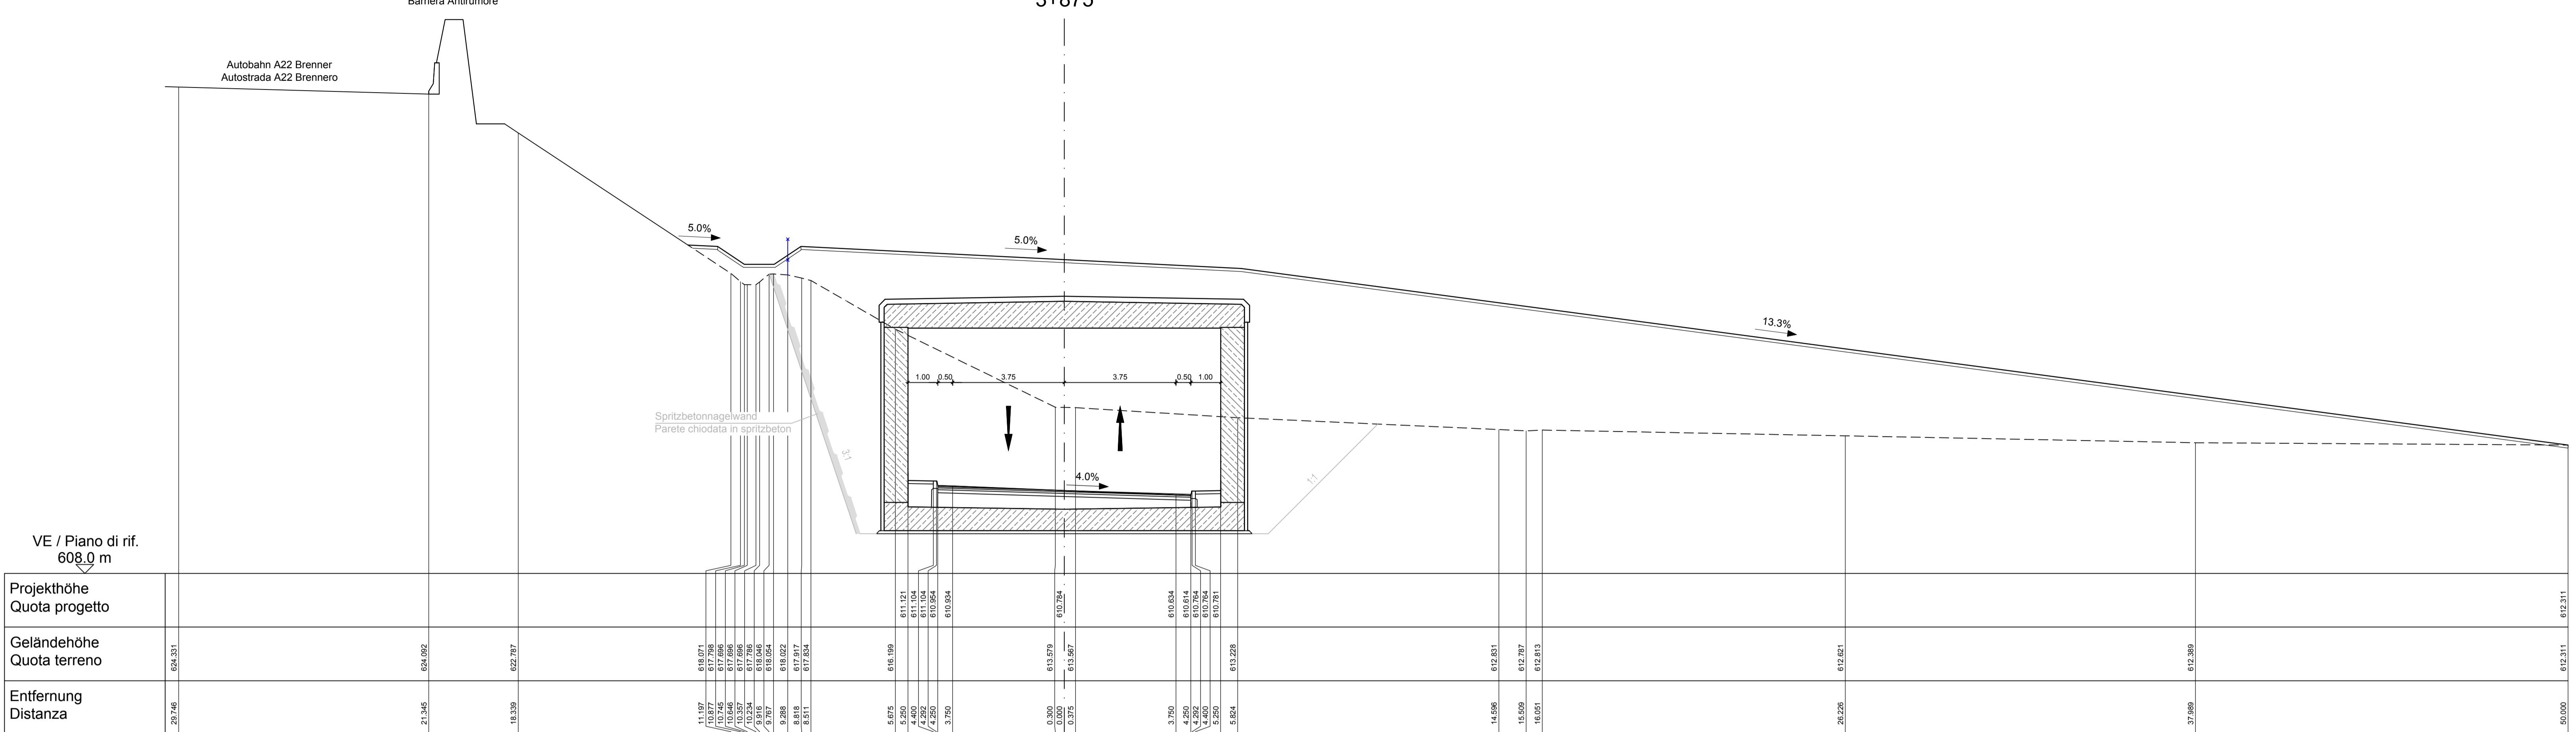 Barriera Antirumore
3+875
Autobahn A22 Brenner
Autostrada A22 Brennero
5.0%
5.0%
13.3%
1.00 0.50 3.75 3.75 0.50 1.00
Spritzbetonnagelwand
Parete chiodata in spritzbeton
3:1
4.0%
1:1
VE / Piano di rif.
608.0 m
Projekthöhe
Quota progetto
611.121 611.104 611.104 610.954 610.934 610.784 610.634 610.614 610.764 610.764 610.781 612.311
Geländehöhe
Quota terreno
624.331 624.092 622.787 618.071 617.798 617.696 617.696 617.696 617.786 618.046 618.054 618.022 617.917 617.834 616.199 613.579 613.567 613.228 612.831 612.787 612.813 612.621 612.389 612.311
Entfernung
Distanza
29.746 21.345 18.339 11.197 10.877 10.745 10.646 10.357 10.234 9.916 9.767 9.288 8.818 8.511 5.675 5.250 4.400 4.292 4.250 3.750 0.300 0.000 0.375 3.750 4.250 4.292 4.400 5.250 5.824 14.596 15.509 16.051 26.226 37.989 50.000